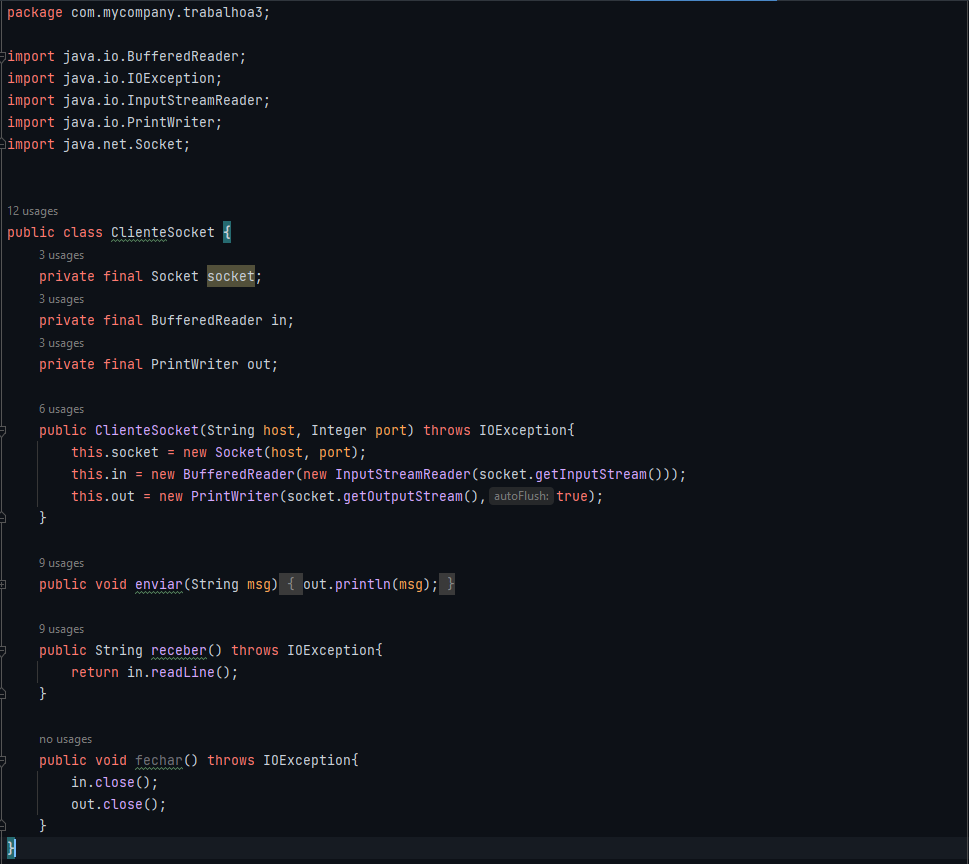 package com.mycompany.trabalhoa3;
import java.io.BufferedReader;
import java.io.IOException;
import java.io.InputStreamReader;
import java.io.PrintWriter;
import java.net.Socket;
12 usages
public class ClienteSocket {
3 usages
private final Socket socket;
3 usages
private final BufferedReader in;
3 usages
private final PrintWriter out;
6 usages
public ClienteSocket(String host, Integer port) throws IOException{
this.socket = new Socket(host, port);
this.in = new BufferedReader(new InputStreamReader(socket.getInputStream()));
this.out = new PrintWriter(socket.getOutputStream(), autoFlush: true);
}
9 usages
public void enviar(String msg) { out.println(msg); }
9 usages
public String receber() throws IOException{
return in.readLine();
}
no usages
public void fechar() throws IOException{
in.close();
out.close();
}
}